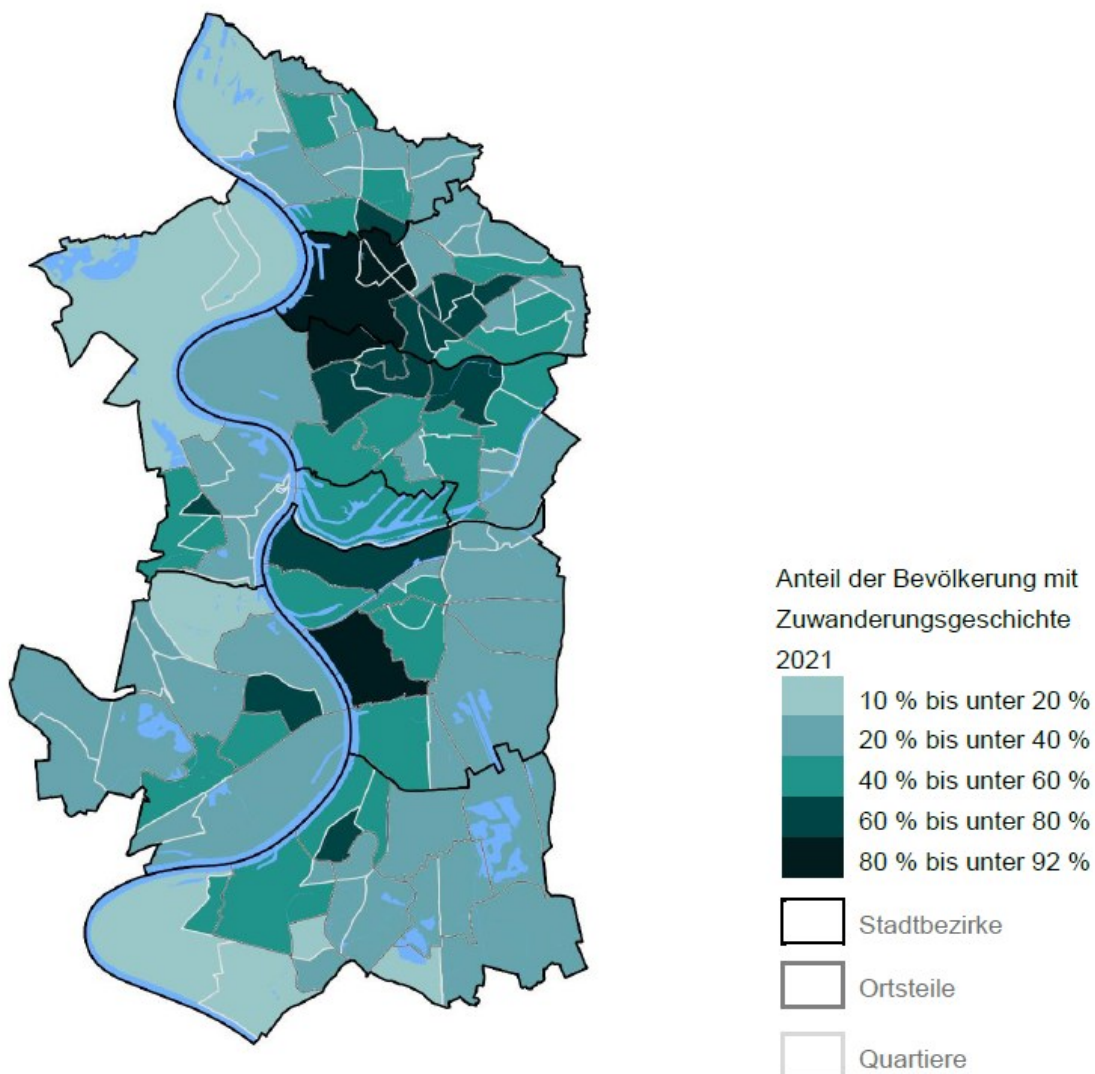 Anteil der Bevölkerung mit
Zuwanderungsgeschichte
2021
10 % bis unter 20 %
20 % bis unter 40 %
40 % bis unter 60 %
60 % bis unter 80 %
80 % bis unter 92 %
Stadtbezirke
Ortsteile
Quartiere